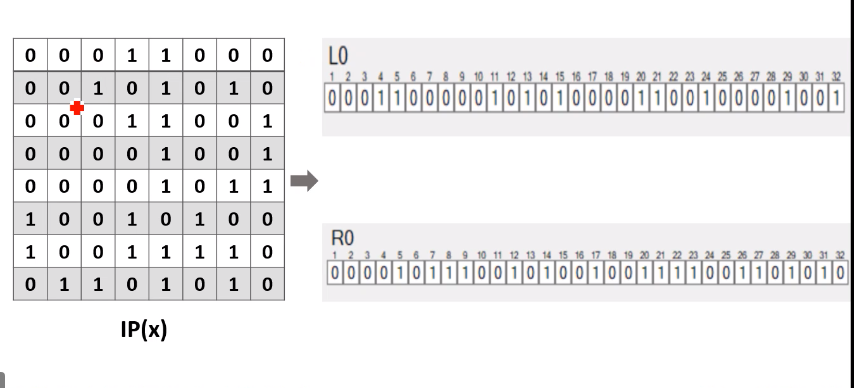 0 0 0 1 1 0 0 0
0 0 1 0 1 0 1 0
0 0 0 1 1 0 0 1
0 0 0 0 1 0 0 1
0 0 0 0 1 0 1 1
1 0 0 1 0 1 0 0
1 0 0 1 1 1 1 0
0 1 1 0 1 0 1 0
IP(x)
L0
1 2 3 4 5 6 7 8 9 10 11 12 13 14 15 16 17 18 19 20 21 22 23 24 25 26 27 28 29 30 31 32
0 0 0 1 1 0 0 0 0 0 1 0 1 0 1 0 0 0 0 1 1 0 0 1 0 0 0 0 1 0 0 1
R0
1 2 3 4 5 6 7 8 9 10 11 12 13 14 15 16 17 18 19 20 21 22 23 24 25 26 27 28 29 30 31 32
0 0 0 0 1 0 1 1 1 0 0 1 0 1 0 0 1 0 0 1 1 1 1 0 0 1 1 0 1 0 1 0